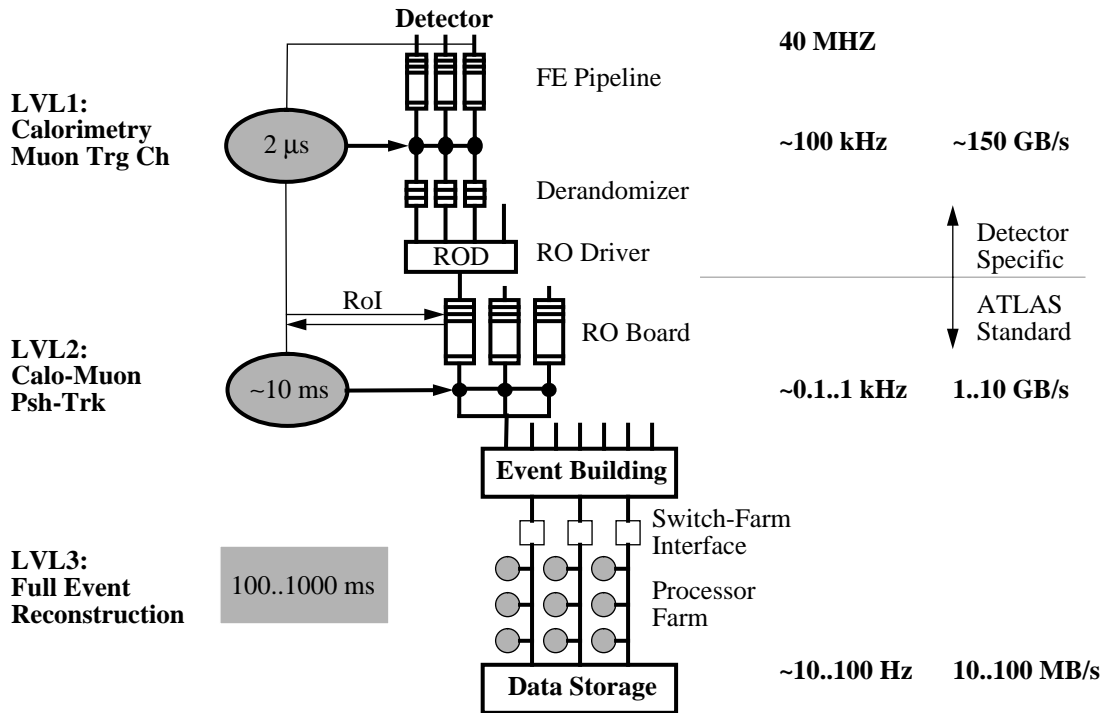 Detector
40 MHZ
FE Pipeline
LVL1:
Calorimetry
Muon Trg Ch
2 µs
~100 kHz
~150 GB/s
Derandomizer
ROD
RO Driver
Detector
Specific
RoI
RO Board
ATLAS
Standard
LVL2:
Calo-Muon
Psh-Trk
~10 ms
~0.1..1 kHz
1..10 GB/s
Event Building
Switch-Farm
Interface
LVL3:
Full Event
Reconstruction
100..1000 ms
Processor
Farm
Data Storage
~10..100 Hz
10..100 MB/s